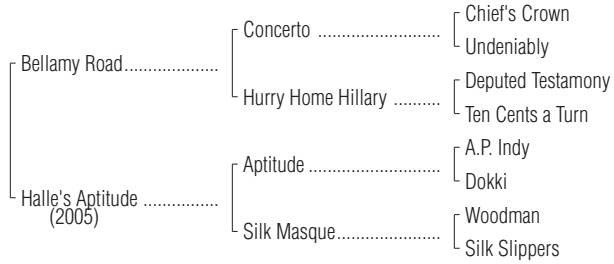 Chief's Crown
Concerto ..............................
Undeniably
Bellamy Road.......................
Deputed Testamony
Hurry Home Hillary ..........
Ten Cents a Turn
A.P. Indy
Aptitude ................................
Dokki
Halle's Aptitude ..................
(2005)
Woodman
Silk Masque.........................
Silk Slippers